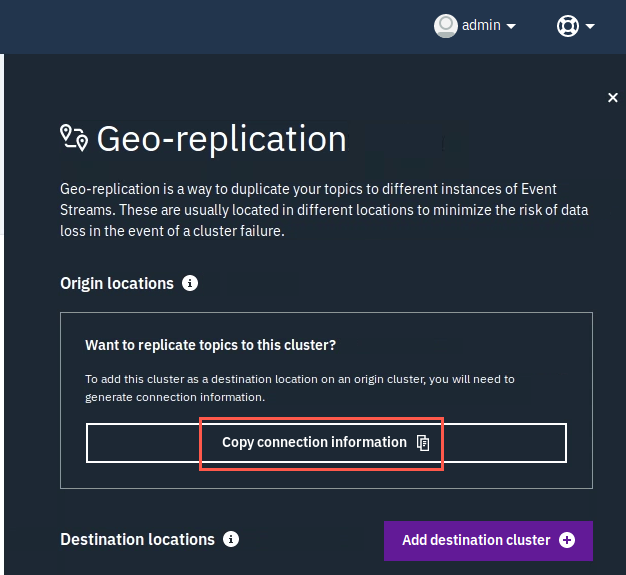 admin
Geo-replication
Geo-replication is a way to duplicate your topics to different instances of Event
Streams. These are usually located in different locations to minimize the risk of data
loss in the event of a cluster failure.
Origin locations
Want to replicate topics to this cluster?
To add this cluster as a destination location on an origin cluster, you will need to
generate connection information.
Copy connection information
Destination locations
Add destination cluster